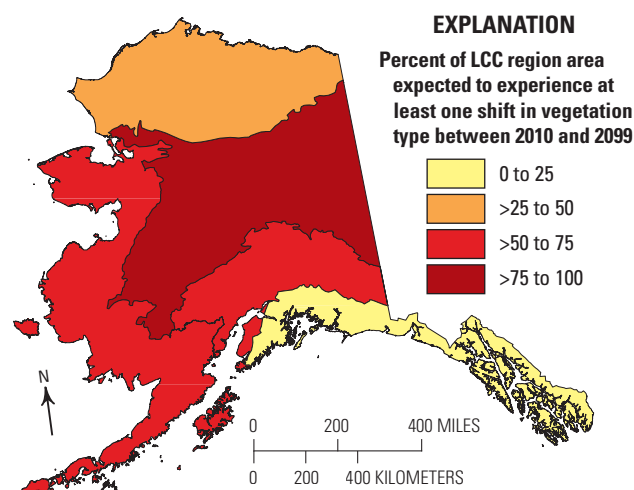 EXPLANATION
Percent of LCC region area
expected to experience at
least one shift in vegetation
type between 2010 and 2099
0 to 25
>25 to 50
>50 to 75
>75 to 100
N
0 200 400 MILES
0 200 400 KILOMETERS